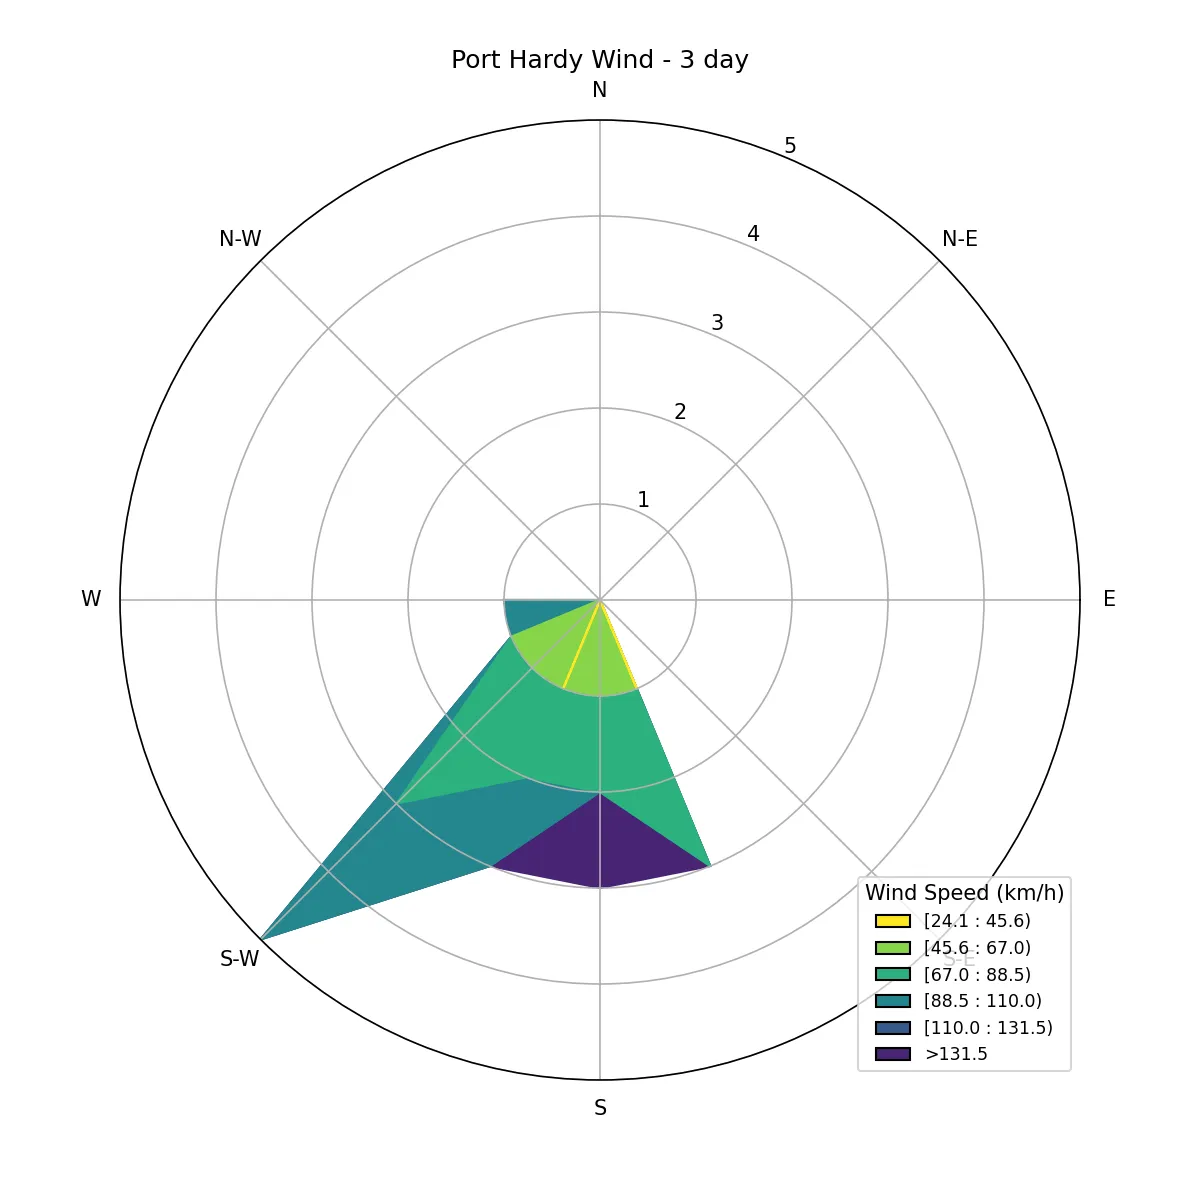 Port Hardy Wind - 3 day
N
5
N-W
4
N-E
3
2
1
W
E
S-W
S-E
S
Wind Speed (km/h)
[24.1 : 45.6)
[45.6 : 67.0)
[67.0 : 88.5)
[88.5 : 110.0)
[110.0 : 131.5)
>131.5